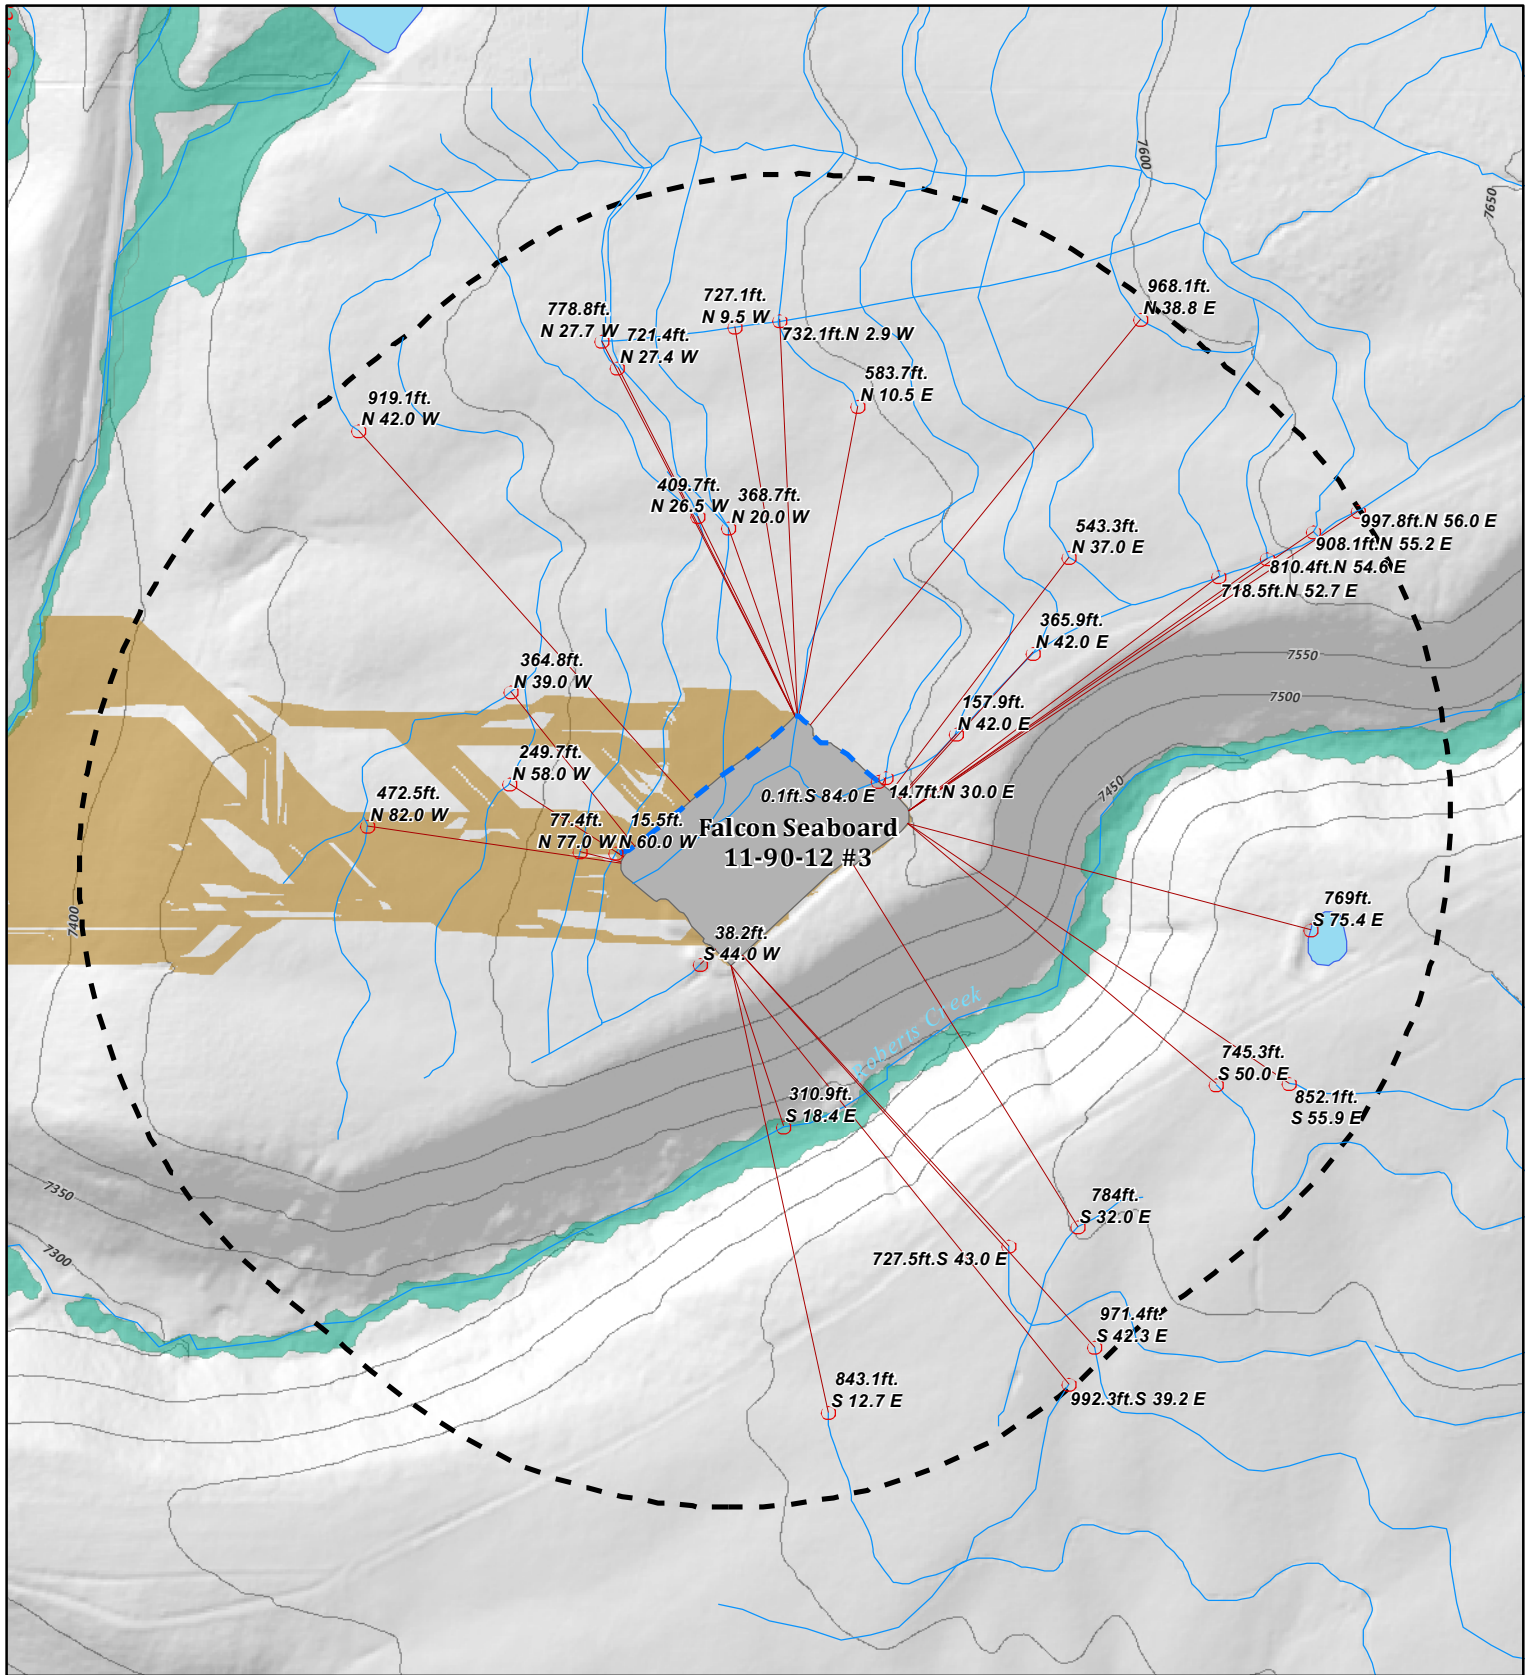 7600
7650
968.1ft.
N 38.8 E
727.1ft.
N 9.5 W
778.8ft.
N 27.7 W
721.4ft.
N 27.4 W
732.1ft.N 2.9 W
583.7ft.
N 10.5 E
919.1ft.
N 42.0 W
409.7ft.
N 26.5 W
368.7ft.
N 20.0 W
997.8ft.N 56.0 E
908.1ft.N 55.2 E
543.3ft.
N 37.0 E
810.4ft.N 54.6 E
718.5ft.N 52.7 E
365.9ft.
N 42.0 E
7550
7500
364.8ft.
N 39.0 W
157.9ft.
N 42.0 E
249.7ft.
N 58.0 W
7450
472.5ft.
N 82.0 W
0.1ft.S 84.0 E
14.7ft.N 30.0 E
77.4ft.
N 77.0 W
15.5ft.
N 60.0 W
Falcon Seaboard
11-90-12 #3
769ft.
S 75.4 E
7400
38.2ft.
S 44.0 W
Roberts Creek
745.3ft.
S 50.0 E
852.1ft.
S 55.9 E
310.9ft.
S 18.4 E
7350
784ft.
S 32.0 E
7300
727.5ft.S 43.0 E
971.4ft.
S 42.3 E
843.1ft.
S 12.7 E
992.3ft.S 39.2 E